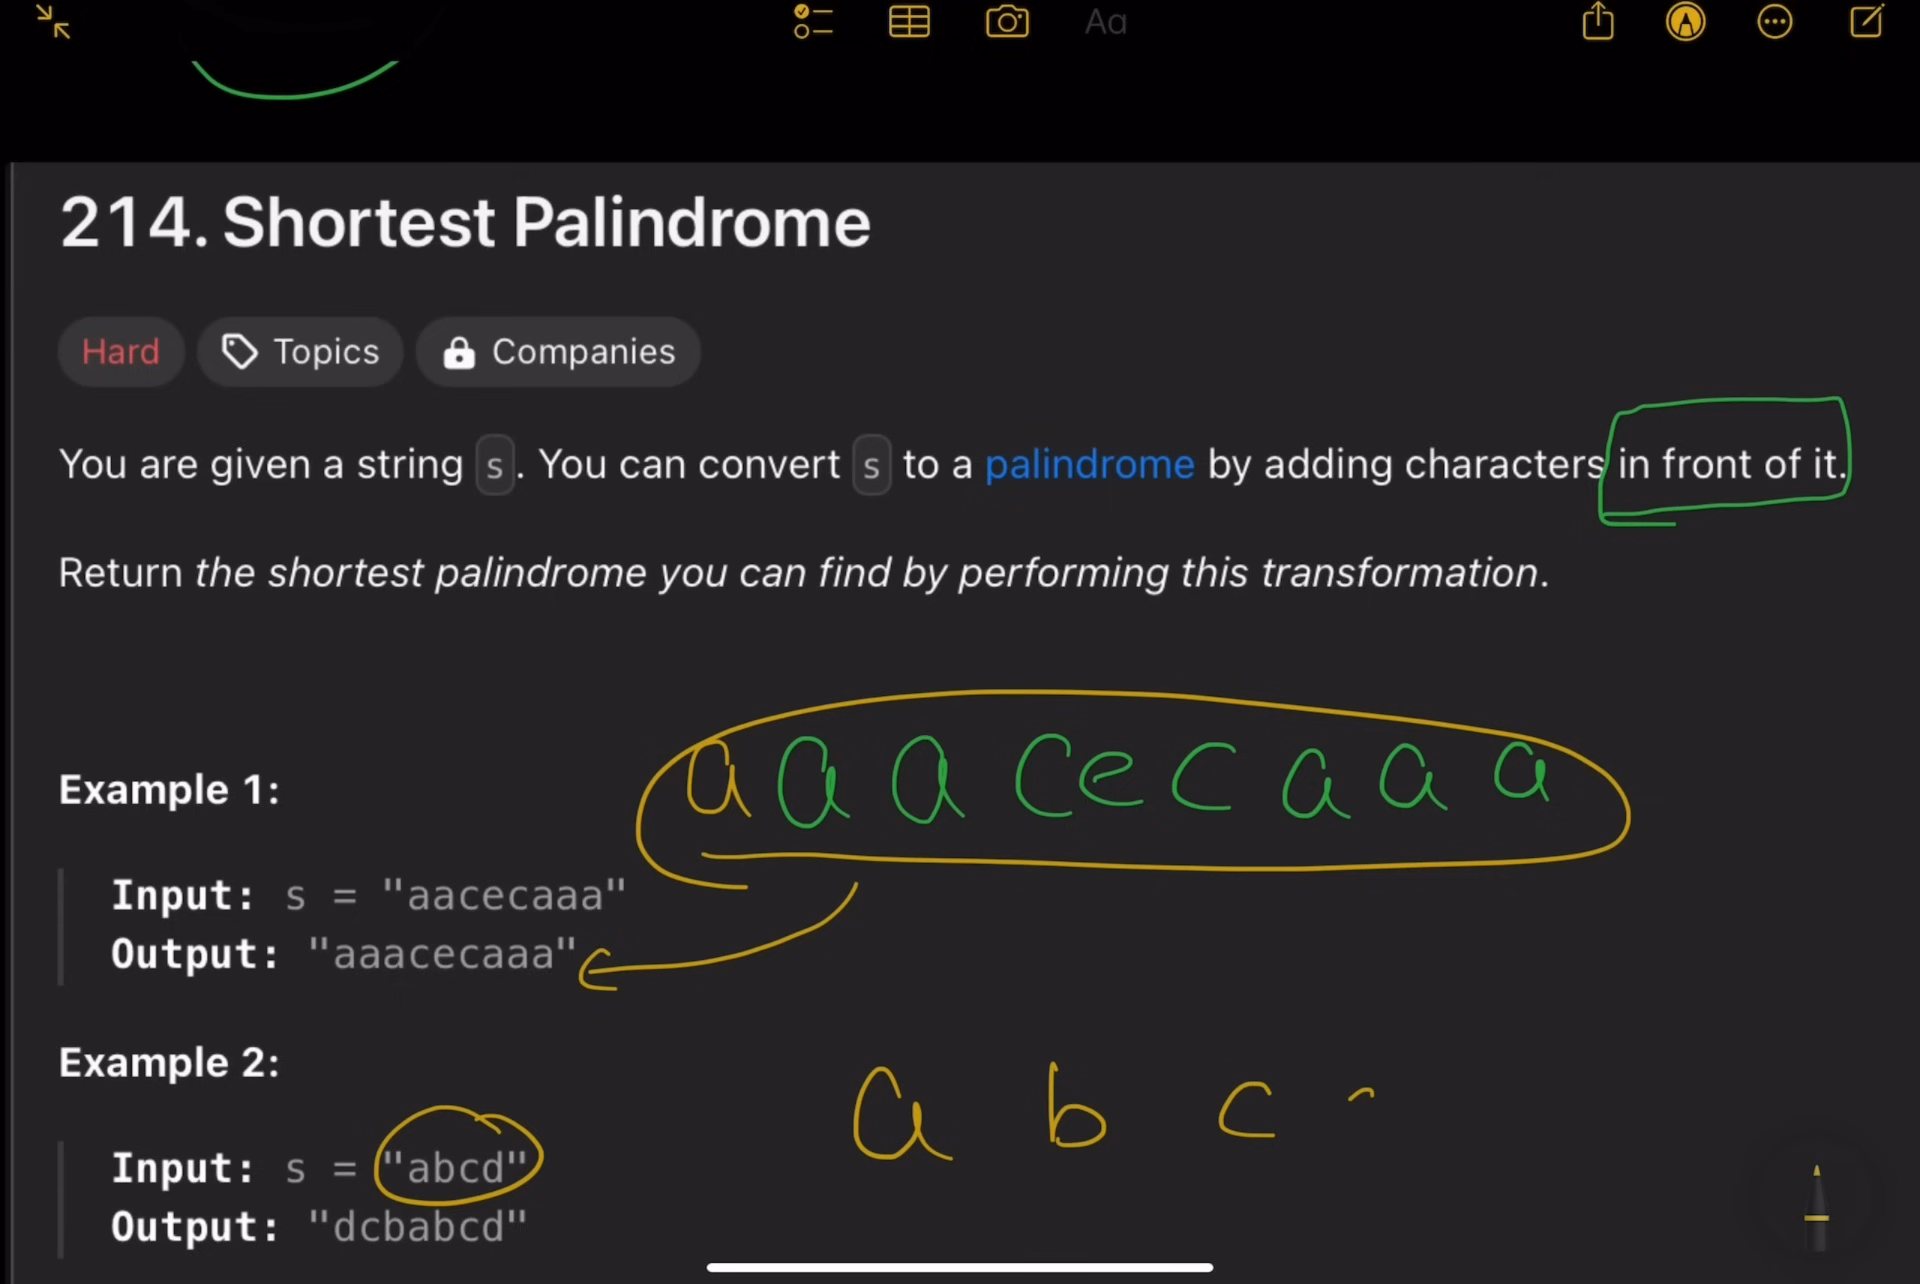 Aa
214. Shortest Palindrome
Hard Topics Companies
You are given a string s. You can convert s to a palindrome by adding characters in front of it.
Return the shortest palindrome you can find by performing this transformation.
a a a c e c a a a
Example 1:
Input: s = "aacecaaa"
Output: "aaacecaaa"
Example 2:
a b c
Input: s = "abcd"
Output: "dcbabcd"